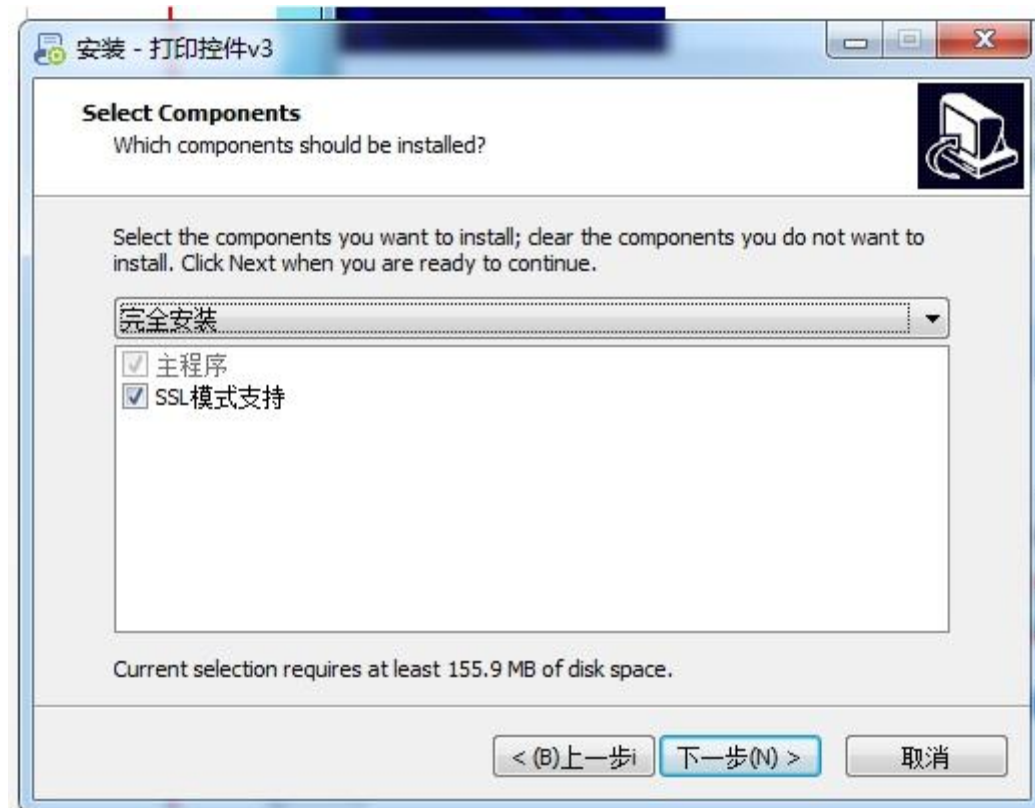 安装 - 打印控件v3
Select Components
Which components should be installed?
Select the components you want to install; clear the components you do not want to
install. Click Next when you are ready to continue.
完全安装
主程序
SSL模式支持
Current selection requires at least 155.9 MB of disk space.
< (B)上一步i
下一步(N) >
取消